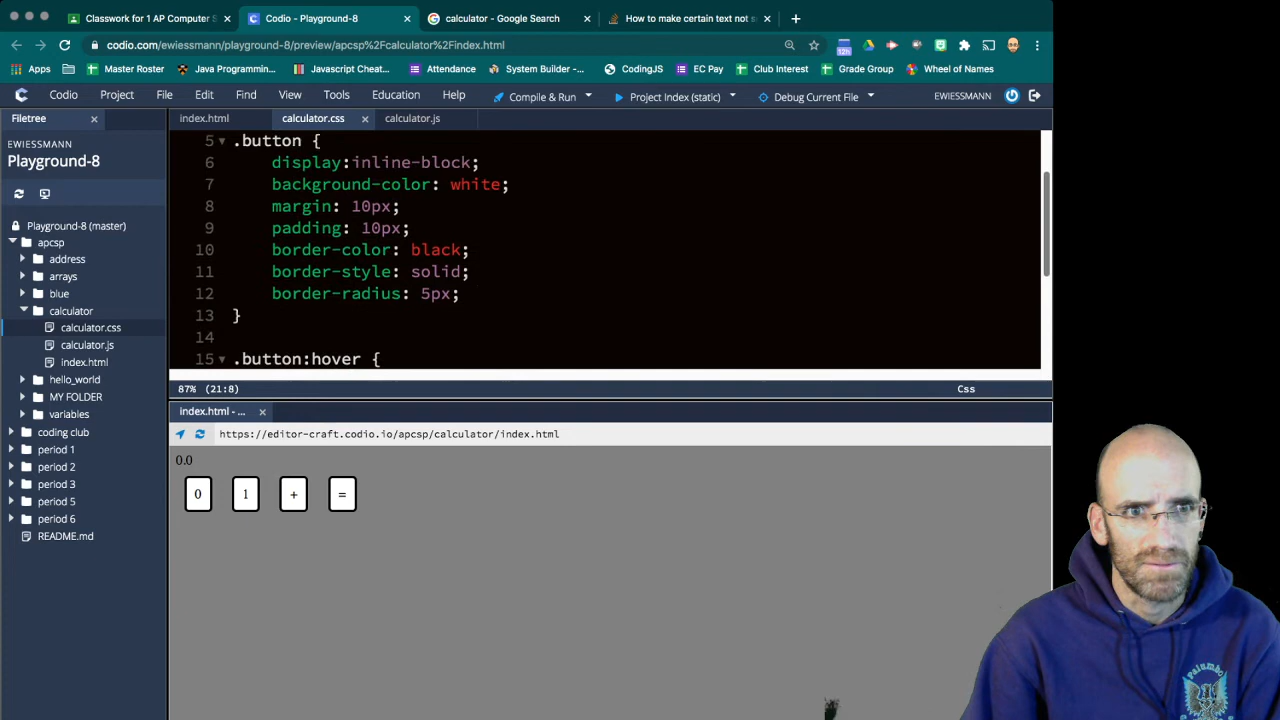 Classwork for 1 AP Computer S
Codio - Playground-8
calculator - Google Search
How to make certain text not s
codio.com/ewiessmann/playground-8/preview/apcsp%2Fcalculator%2Findex.html
Apps
Master Roster
Java Programmin...
Javascript Cheat...
Attendance
System Builder -...
CodingJS
EC Pay
Club Interest
Grade Group
Wheel of Names
Codio Project File Edit Find View Tools Education Help
Compile & Run
Project Index (static)
Debug Current File
EWIESSMANN
Filetree
index.html
calculator.css
calculator.js
EWIESSMANN
Playground-8
Playground-8 (master)
apcsp
address
arrays
blue
calculator
calculator.css
calculator.js
index.html
hello_world
MY FOLDER
variables
coding club
period 1
period 2
period 3
period 5
period 6
README.md
5 .button {
6 display:inline-block;
7 background-color: white;
8 margin: 10px;
9 padding: 10px;
10 border-color: black;
11 border-style: solid;
12 border-radius: 5px;
13 }
14
15 .button:hover {
87% (21:8)
Css
index.html - ...
https://editor-craft.codio.io/apcsp/calculator/index.html
0.0
0 1 + =
Palumbo